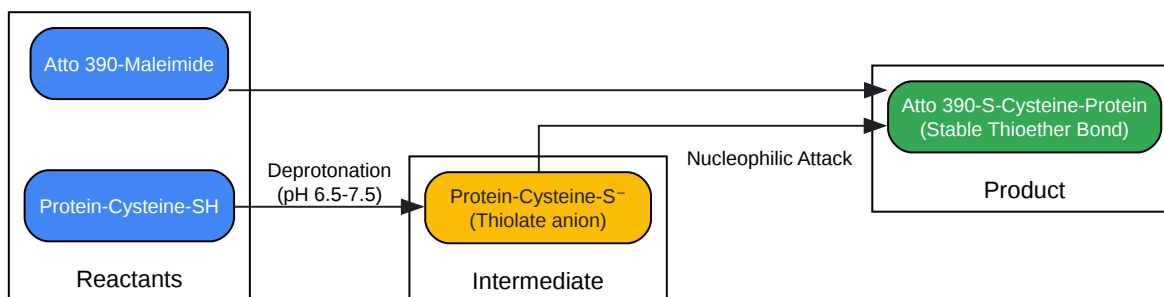 Atto 390-Maleimide
Protein-Cysteine-SH
Reactants
Deprotonation
(pH 6.5-7.5)
Protein-Cysteine-S⁻
(Thiolate anion)
Intermediate
Nucleophilic Attack
Atto 390-S-Cysteine-Protein
(Stable Thioether Bond)
Product